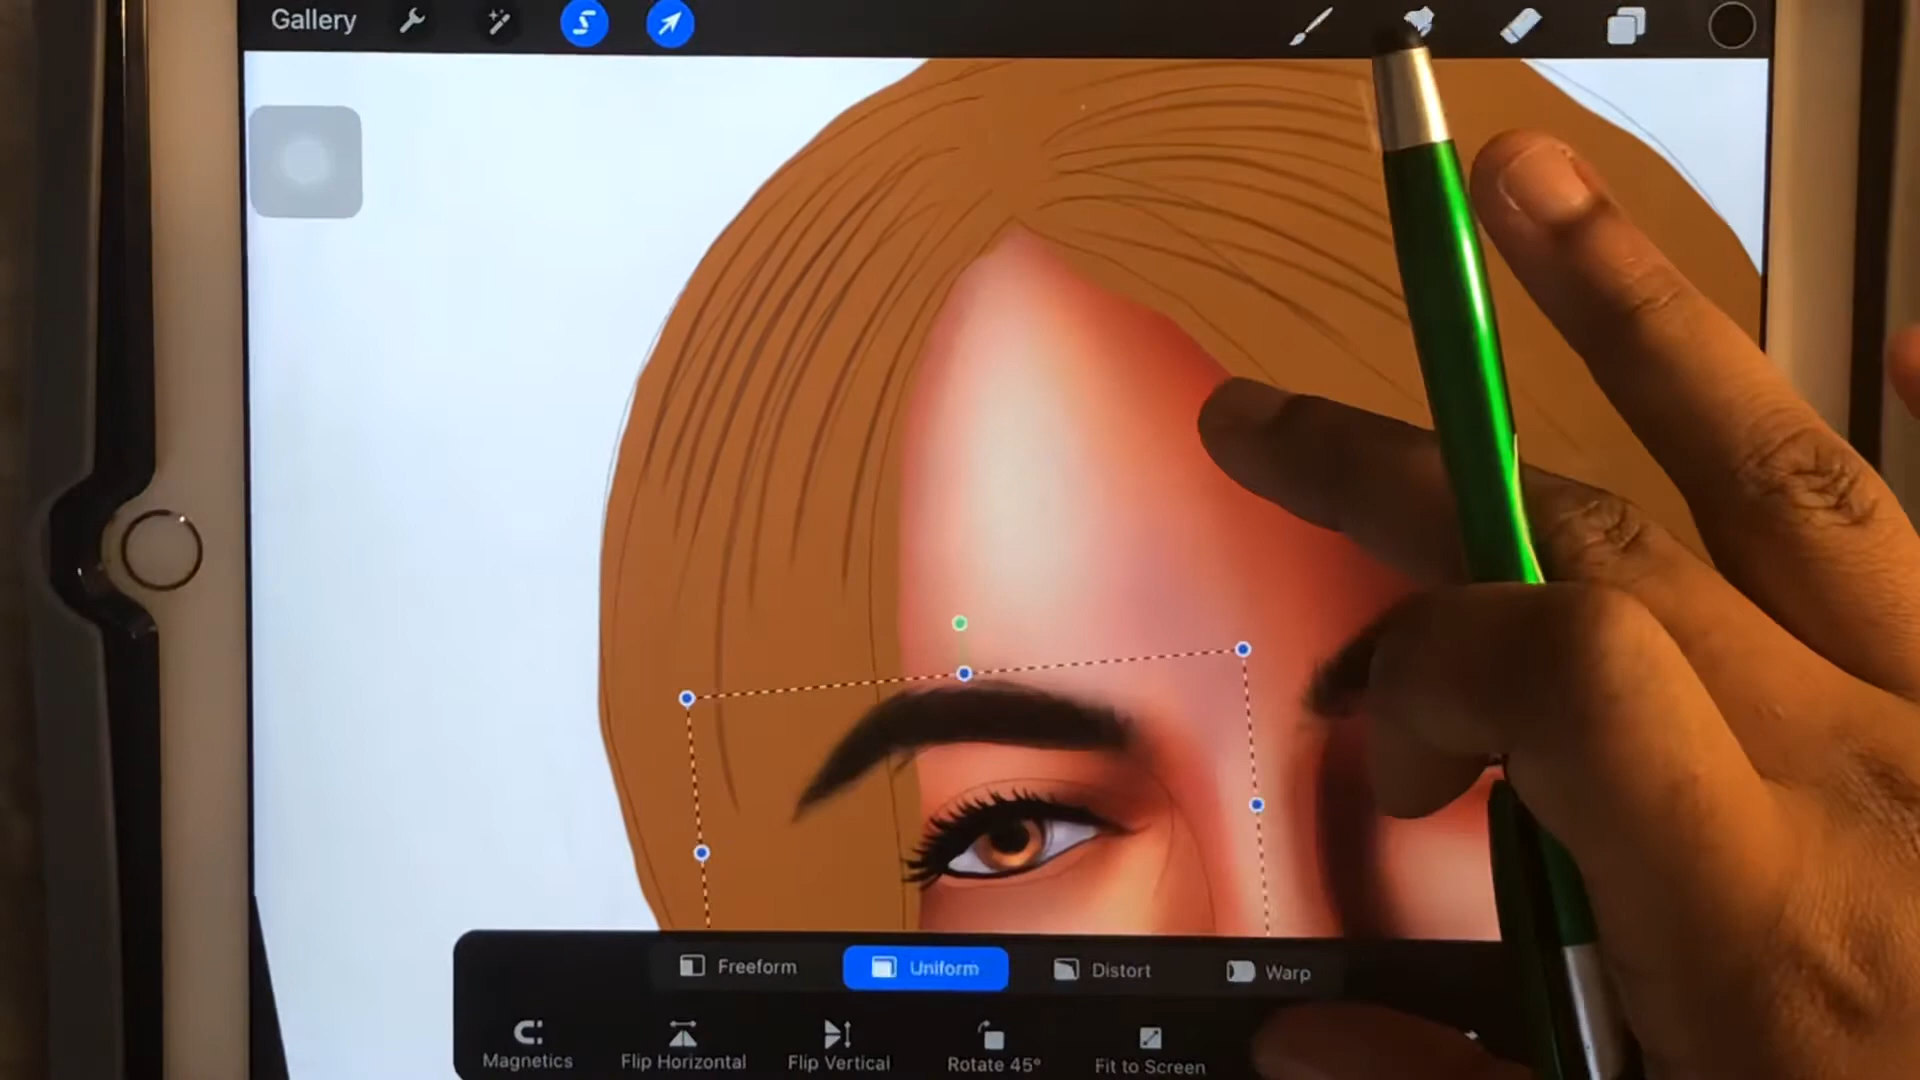 Gallery
Freeform
Uniform
Distort
Warp
Magnetics
Flip Horizontal
Flip Vertical
Rotate 45°
Fit to Screen